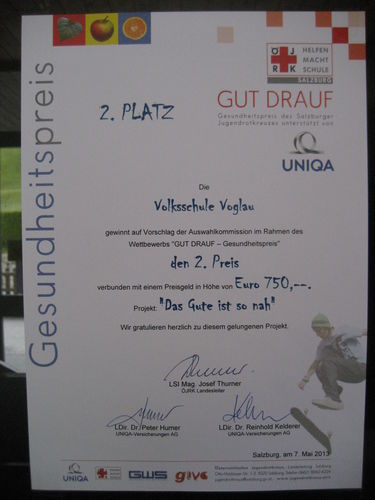 Gesundheitspreis
ÖJRK
HELFEN
MACHT
SCHULE
SALZBURG
2. PLATZ
GUT DRAUF
Gesundheitspreis des Salzburger
Jugendrotkreuzes unterstützt von
UNIQA
Die
Volksschule Voglau
gewinnt auf Vorschlag der Auswahlkommission im Rahmen des
Wettbewerbs "GUT DRAUF – Gesundheitspreis"
den 2. Preis
verbunden mit einem Preisgeld in Höhe von Euro 750,--.
Projekt: "Das Gute ist so nah"
Wir gratulieren herzlich zu diesem gelungenen Projekt.
LSI Mag. Josef Thurner
ÖJRK Landesleiter
LDir. Dr. Peter Humer
UNIQA-Versicherungen AG
LDir. Dr. Reinhold Kelderer
UNIQA-Versicherungen AG
Salzburg, am 7. Mai 2013
UNIQA
GWS
give